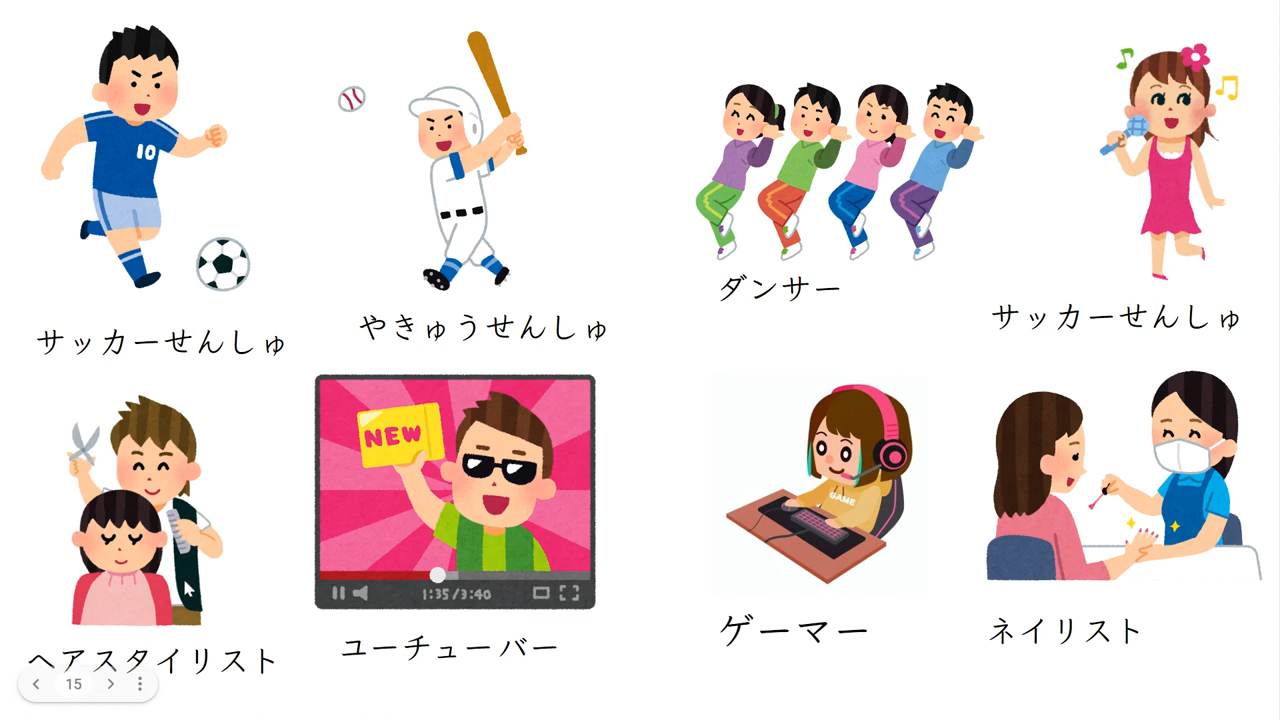 10
サッカーせんしゅ
やきゅうせんしゅ
ダンサー
サッカーせんしゅ
NEW
1:35/3:40
GAME
ヘアスタイリスト
ユーチューバー
ゲーマー
ネイリスト
15